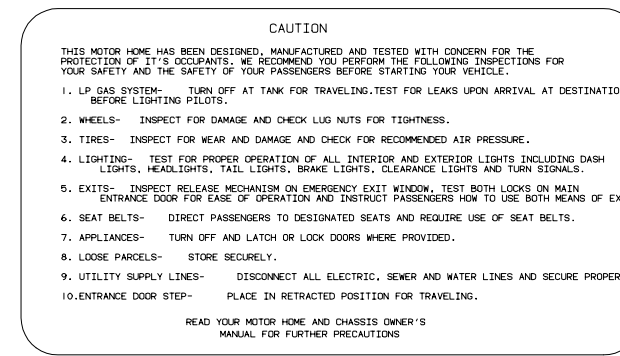 CAUTION
THIS MOTOR HOME HAS BEEN DESIGNED, MANUFACTURED AND TESTED WITH CONCERN FOR THE
PROTECTION OF IT'S OCCUPANTS. WE RECOMMEND YOU PERFORM THE FOLLOWING INSPECTIONS FOR
YOUR SAFETY AND THE SAFETY OF YOUR PASSENGERS BEFORE STARTING YOUR VEHICLE.
1. LP GAS SYSTEM- TURN OFF AT TANK FOR TRAVELING.TEST FOR LEAKS UPON ARRIVAL AT DESTINATIO
BEFORE LIGHTING PILOTS.
2. WHEELS- INSPECT FOR DAMAGE AND CHECK LUG NUTS FOR TIGHTNESS.
3. TIRES- INSPECT FOR WEAR AND DAMAGE AND CHECK FOR RECOMMENDED AIR PRESSURE.
4. LIGHTING- TEST FOR PROPER OPERATION OF ALL INTERIOR AND EXTERIOR LIGHTS INCLUDING DASH
LIGHTS, HEADLIGHTS, TAIL LIGHTS, BRAKE LIGHTS, CLEARANCE LIGHTS AND TURN SIGNALS.
5. EXITS- INSPECT RELEASE MECHANISM ON EMERGENCY EXIT WINDOW, TEST BOTH LOCKS ON MAIN
ENTRANCE DOOR FOR EASE OF OPERATION AND INSTRUCT PASSENGERS HOW TO USE BOTH MEANS OF EX
6. SEAT BELTS- DIRECT PASSENGERS TO DESIGNATED SEATS AND REQUIRE USE OF SEAT BELTS.
7. APPLIANCES- TURN OFF AND LATCH OR LOCK DOORS WHERE PROVIDED.
8. LOOSE PARCELS- STORE SECURELY.
9. UTILITY SUPPLY LINES- DISCONNECT ALL ELECTRIC, SEWER AND WATER LINES AND SECURE PROPER
10.ENTRANCE DOOR STEP- PLACE IN RETRACTED POSITION FOR TRAVELING.
READ YOUR MOTOR HOME AND CHASSIS OWNER'S
MANUAL FOR FURTHER PRECAUTIONS